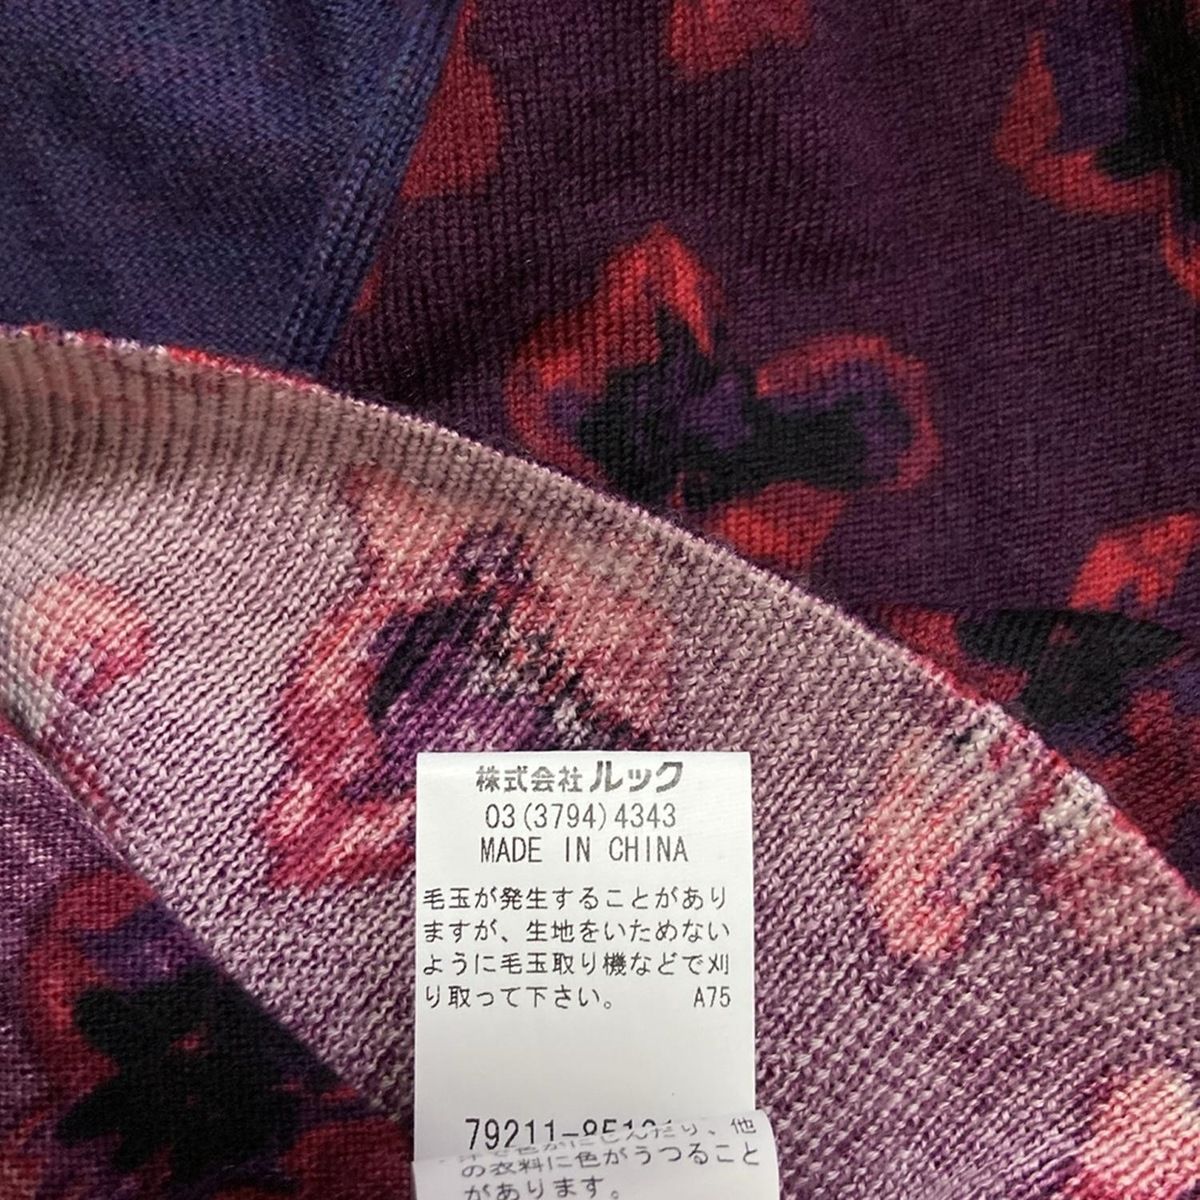 株式会社 ルック
03(3794)4343
MADE IN CHINA
毛玉が発生することがあり
ますが、生地をいためない
ように毛玉取り機などで刈
り取って下さい。 A75
他
の衣料に色がうつること
があります。